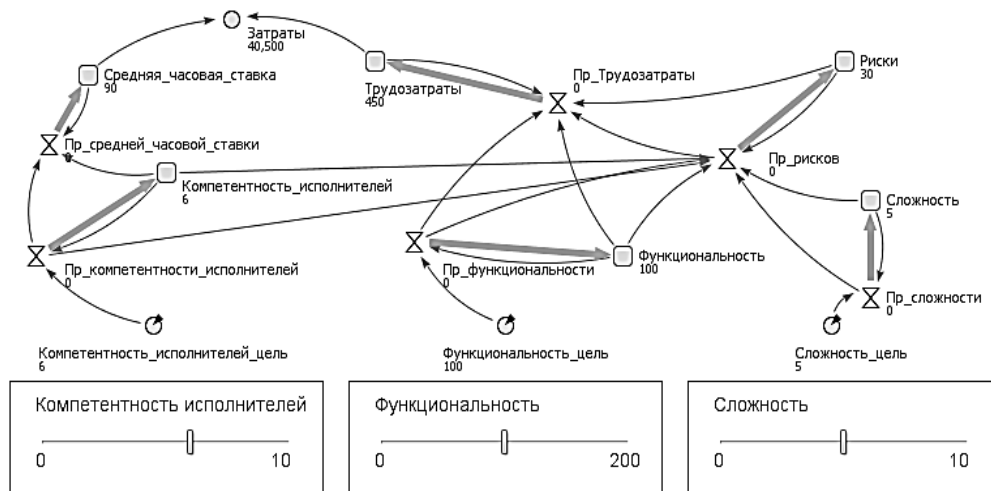 Затраты
40,500
Средняя_часовая_ставка
90
Трудозатраты
450
Пр_Трудозатраты
0
Риски
30
Пр_средней_часовой_ставки
0
Компетентность_исполнителей
6
Пр_рисков
0
Сложность
5
Пр_компетентности_исполнителей
0
Пр_функциональности
0
Функциональность
100
Пр_сложности
0
Компетентность_исполнителей_цель
6
Функциональность_цель
100
Сложность_цель
5
Компетентность исполнителей
0 10
Функциональность
0 200
Сложность
0 10